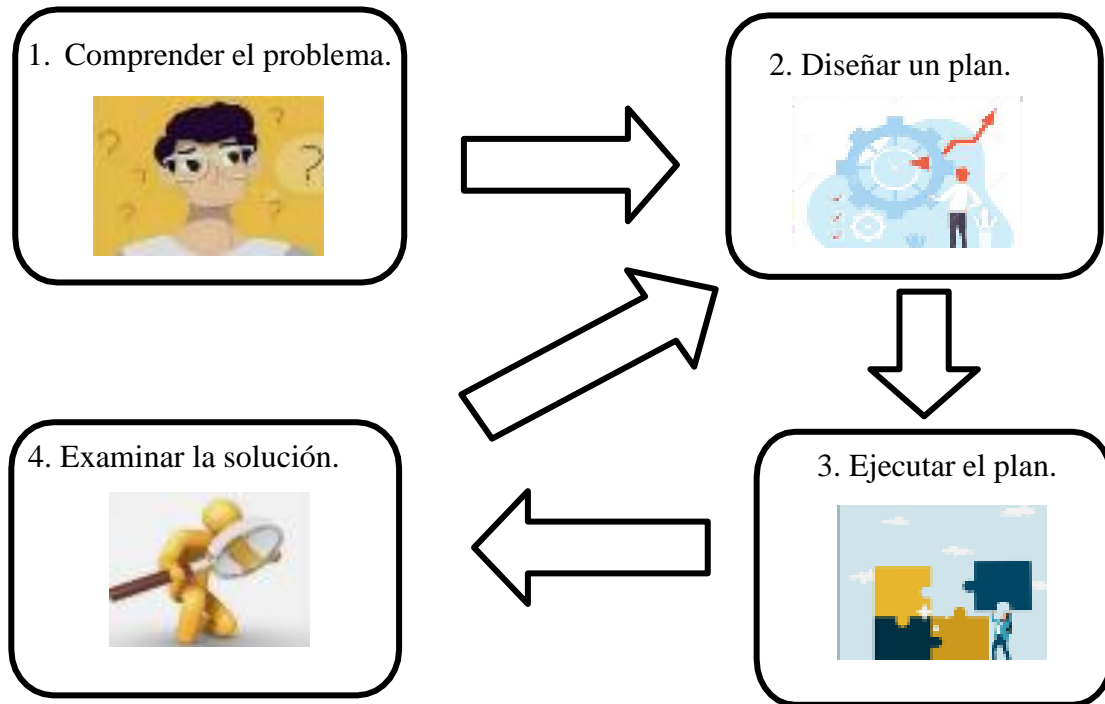 1. Comprender el problema.
2. Diseñar un plan.
3. Ejecutar el plan.
4. Examinar la solución.